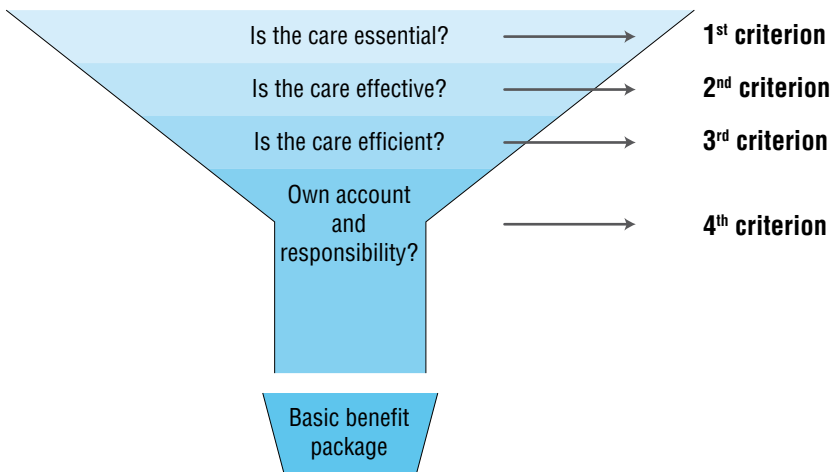 Is the care essential? 1st criterion
Is the care effective? 2nd criterion
Is the care efficient? 3rd criterion
Own account
and
responsibility?
4th criterion
Basic benefit
package